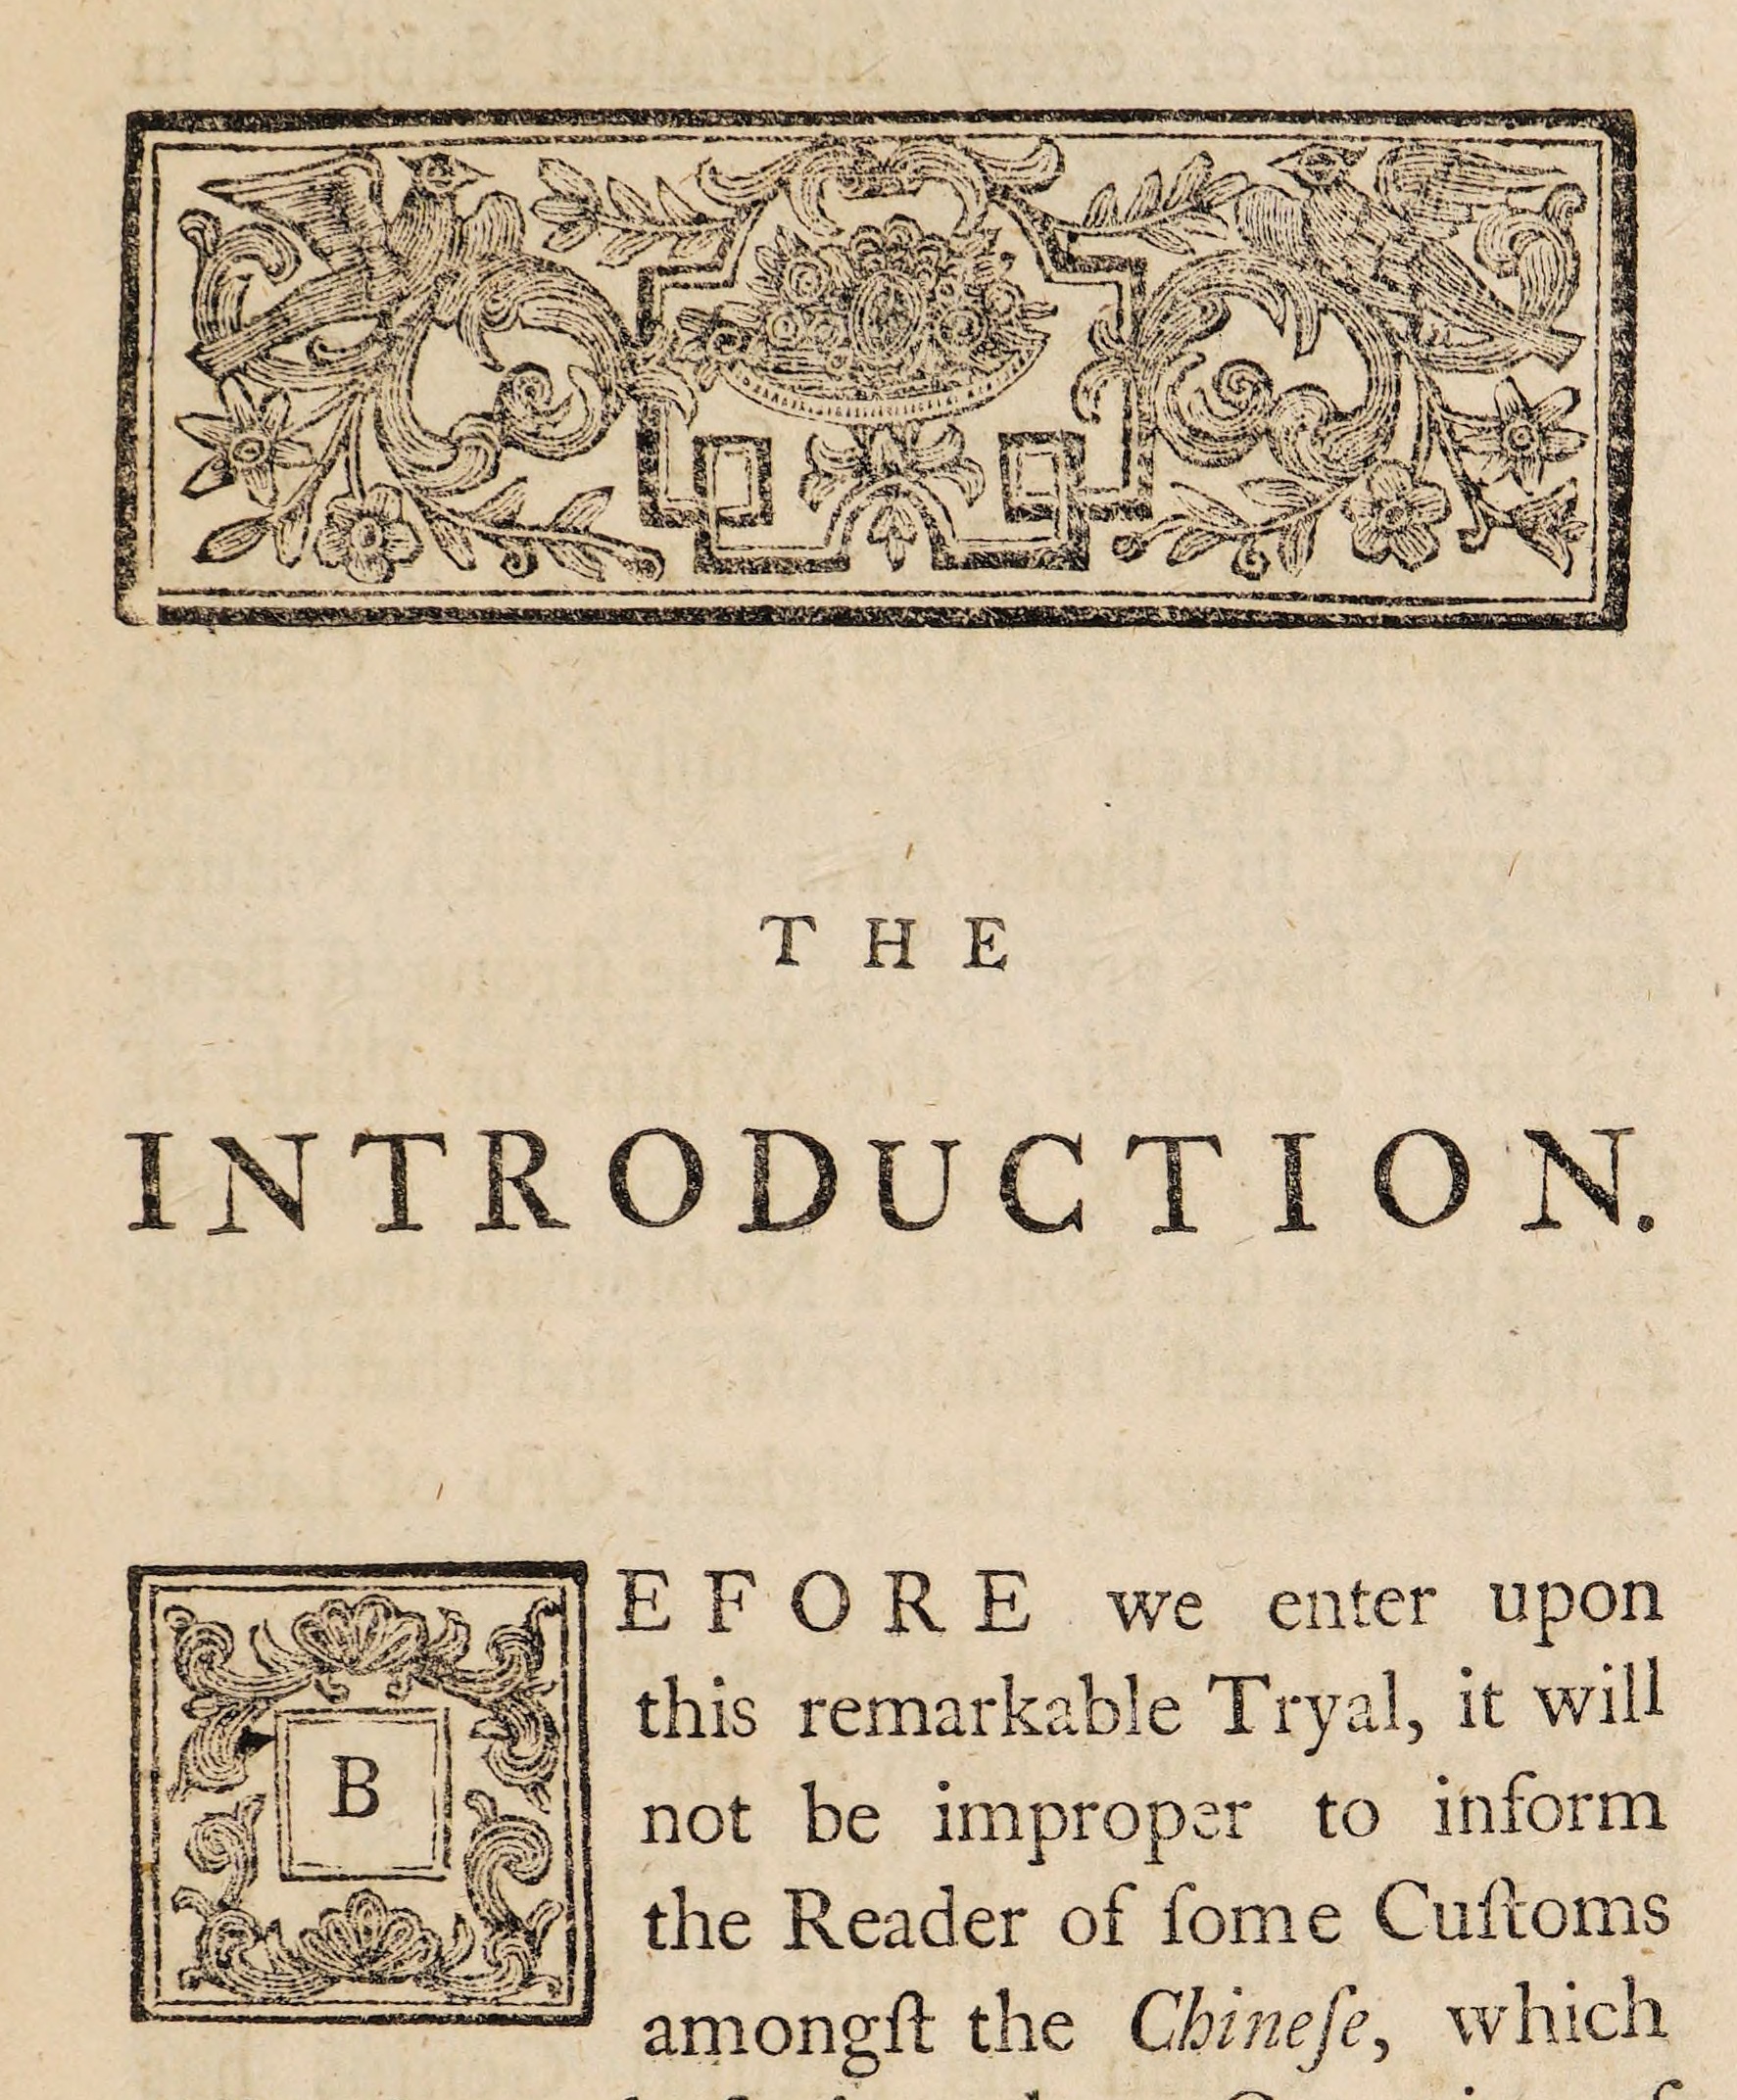 THE
INTRODUCTION.
BEFORE we enter upon
this remarkable Tryal, it will
not be improper to inform
the Reader of ſome Cuſtoms
amongſt the Chineſe, which